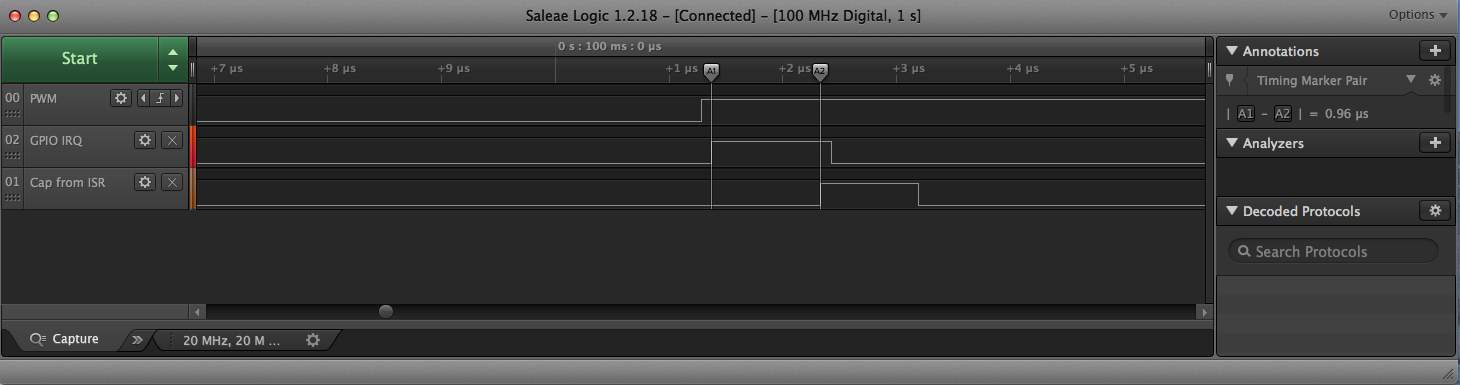 Saleae Logic 1.2.18 – [Connected] – [100 MHz Digital, 1 s]
Options
Start
0 s : 100 ms : 0 µs
+7 µs +8 µs +9 µs +1 µs A1 +2 µs A2 +3 µs +4 µs +5 µs
00 PWM
02 GPIO IRQ
01 Cap from ISR
Annotations
Timing Marker Pair
| A1 – A2 | = 0.96 µs
Analyzers
Decoded Protocols
Search Protocols
Capture
20 MHz, 20 M ...